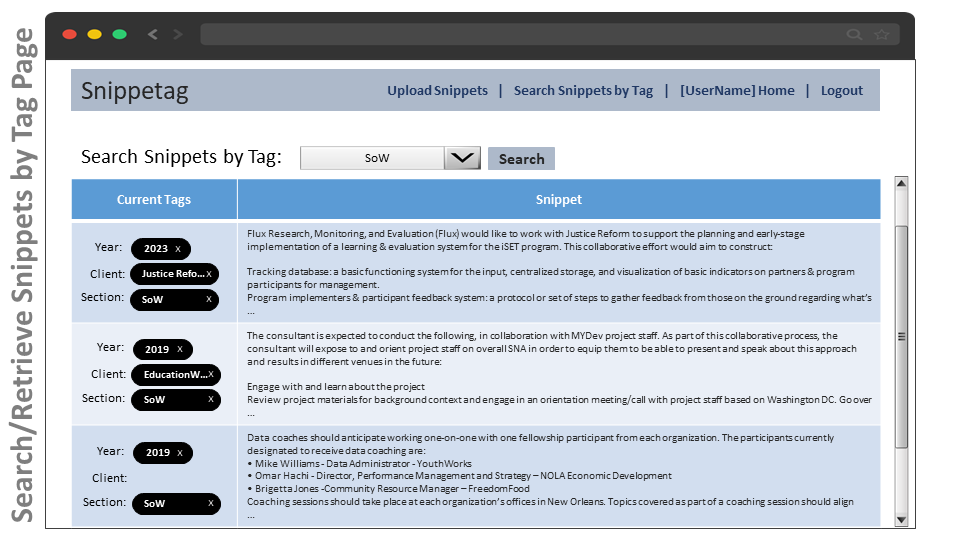 Search/Retrieve Snippets by Tag Page
Snippetag
Upload Snippets | Search Snippets by Tag | [UserName] Home | Logout
Search Snippets by Tag: SoW Search
Current Tags Snippet
Year: 2023 x
Client: Justice Refo...x
Section: SoW x
Flux Research, Monitoring, and Evaluation (Flux) would like to work with Justice Reform to support the planning and early-stage
implementation of a learning & evaluation system for the iSET program. This collaborative effort would aim to construct:
Tracking database: a basic functioning system for the input, centralized storage, and visualization of basic indicators on partners & program
participants for management.
Program implementers & participant feedback system: a protocol or set of steps to gather feedback from those on the ground regarding what's
...
Year: 2019 x
Client: EducationW...x
Section: SoW x
The consultant is expected to conduct the following, in collaboration with MYDev project staff. As part of this collaborative process, the
consultant will expose to and orient project staff on overall SNA in order to equip them to be able to present and speak about this approach
and results in different venues in the future:
Engage with and learn about the project
Review project materials for background context and engage in an orientation meeting/call with project staff based on Washington DC. Go over
...
Year: 2019 x
Client:
Section: SoW x
Data coaches should anticipate working one-on-one with one fellowship participant from each organization. The participants currently
designated to receive data coaching are:
• Mike Williams - Data Administrator - YouthWorks
• Omar Hachi - Director, Performance Management and Strategy – NOLA Economic Development
• Brigetta Jones -Community Resource Manager – FreedomFood
Coaching sessions should take place at each organization's offices in New Orleans. Topics covered as part of a coaching session should align
...